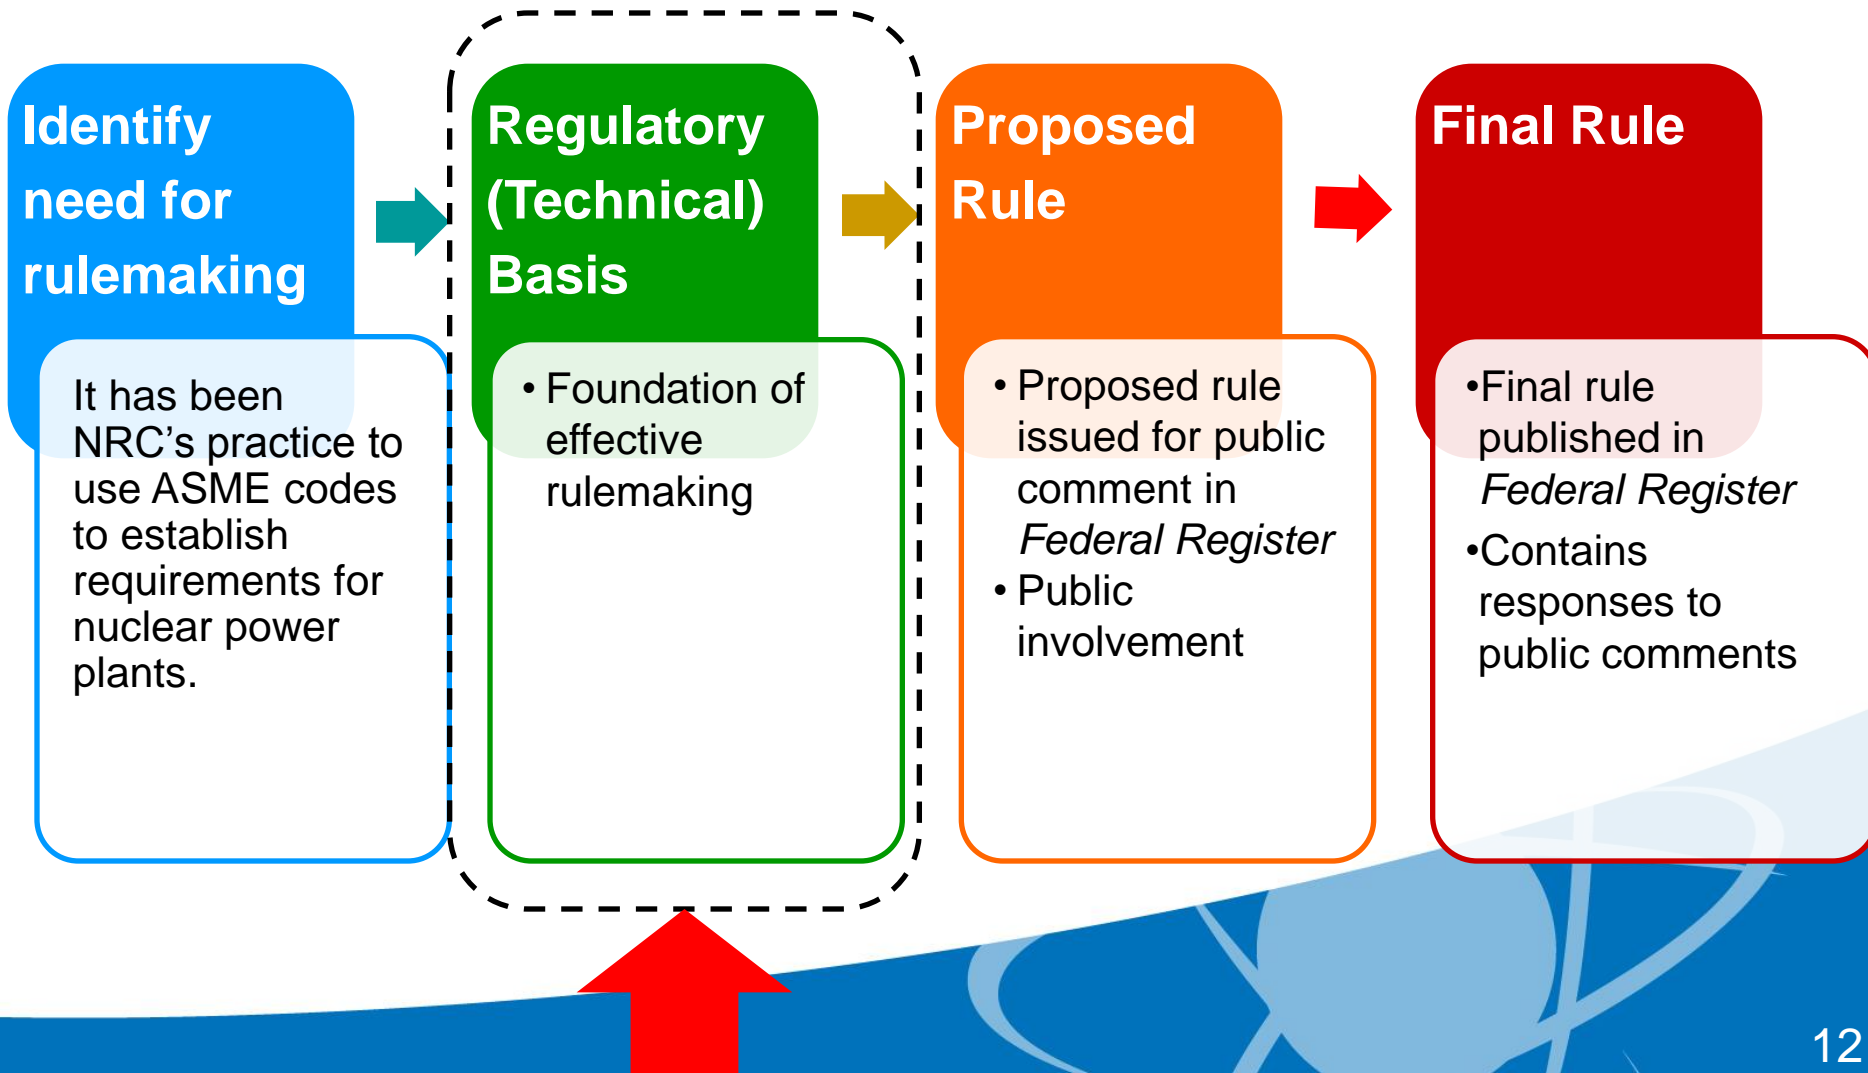 Identify
need for
rulemaking
It has been
NRC’s practice to
use ASME codes
to establish
requirements for
nuclear power
plants.
Regulatory
(Technical)
Basis
• Foundation of
effective
rulemaking
Proposed
Rule
• Proposed rule
issued for public
comment in
Federal Register
• Public
involvement
Final Rule
•Final rule
published in
Federal Register
•Contains
responses to
public comments
12